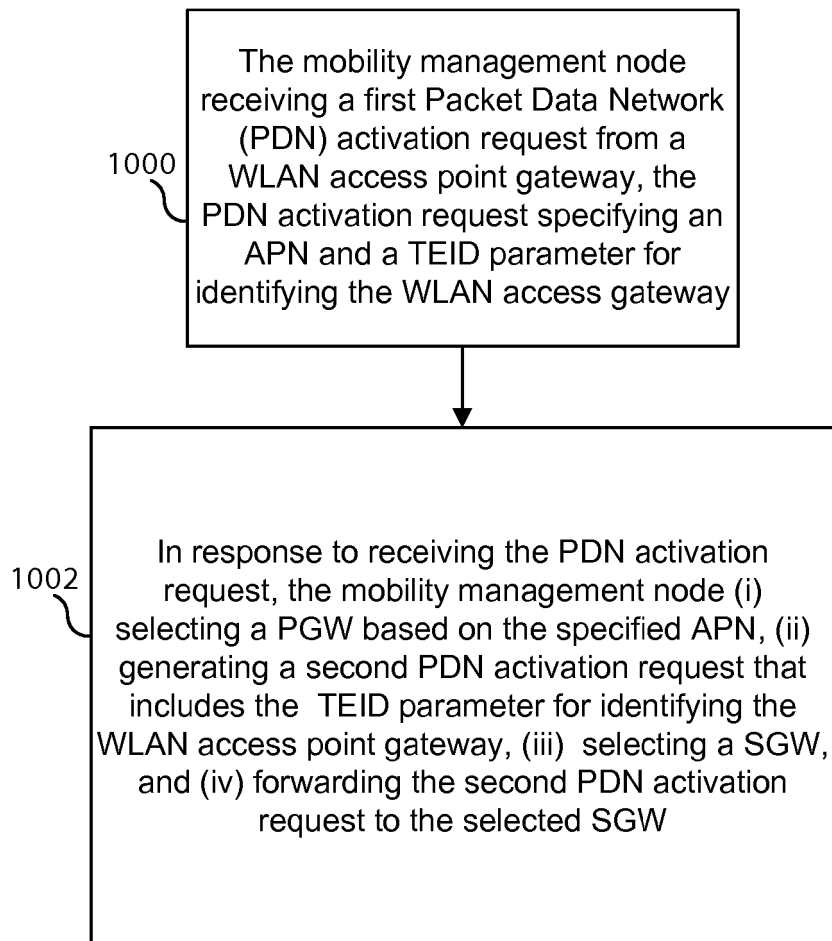 The mobility management node
receiving a first Packet Data Network
(PDN) activation request from a
WLAN access point gateway, the
PDN activation request specifying an
APN and a TEID parameter for
identifying the WLAN access gateway
1000
In response to receiving the PDN activation
request, the mobility management node (i)
selecting a PGW based on the specified APN, (ii)
generating a second PDN activation request that
includes the TEID parameter for identifying the
WLAN access point gateway, (iii) selecting a SGW,
and (iv) forwarding the second PDN activation
request to the selected SGW
1002